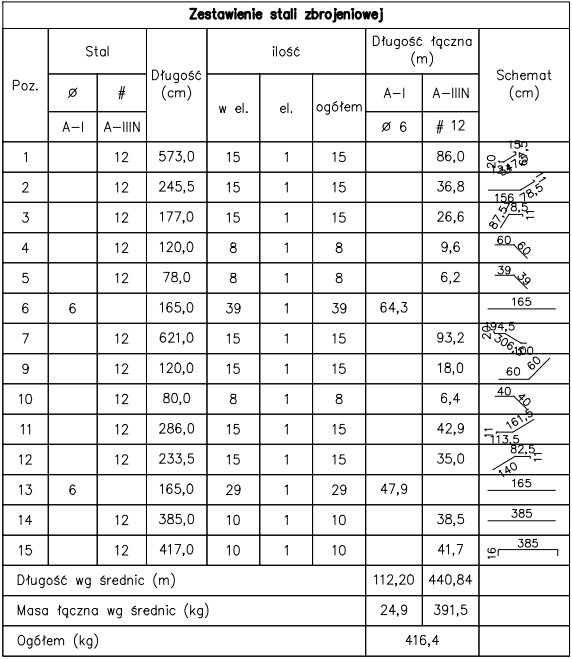 Zestawienie stali zbrojeniowej
Poz. Stal Długość (cm) ilość Długość łączna (m) Schemat (cm)
ø # w el. el. ogółem A-I A-IIIN
A-I A-IIIN ø 6 # 12
1 12 573,0 15 1 15 86,0
2 12 245,5 15 1 15 36,8 156 78,5 11
3 12 177,0 15 1 15 26,6 87,5 78,5 11
4 12 120,0 8 1 8 9,6 60 60
5 12 78,0 8 1 8 6,2 39 39
6 6 165,0 39 1 39 64,3 165
7 12 621,0 15 1 15 93,2 20 194,5 306,5 100
9 12 120,0 15 1 15 18,0 60 60
10 12 80,0 8 1 8 6,4 40 40
11 12 286,0 15 1 15 42,9 11 113,5 161,5
12 12 233,5 15 1 15 35,0 140 82,5 11
13 6 165,0 29 1 29 47,9 165
14 12 385,0 10 1 10 38,5 385
15 12 417,0 10 1 10 41,7 16 385
Długość wg średnic (m) 112,20 440,84
Masa łączna wg średnic (kg) 24,9 391,5
Ogółem (kg) 416,4